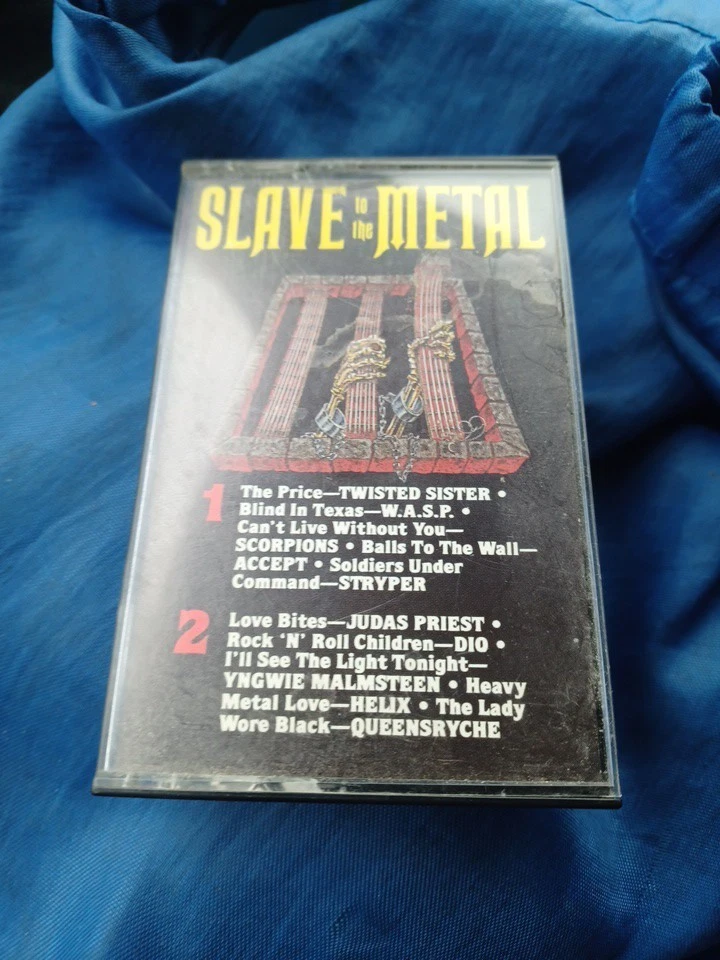 SLAVE to the METAL
1 The Price—TWISTED SISTER •
Blind In Texas—W.A.S.P. •
Can't Live Without You—
SCORPIONS • Balls To The Wall—
ACCEPT • Soldiers Under
Command—STRYPER
2 Love Bites—JUDAS PRIEST •
Rock 'N' Roll Children—DIO •
I'll See The Light Tonight—
YNGWIE MALMSTEEN • Heavy
Metal Love—HELIX • The Lady
Wore Black—QUEENSRYCHE